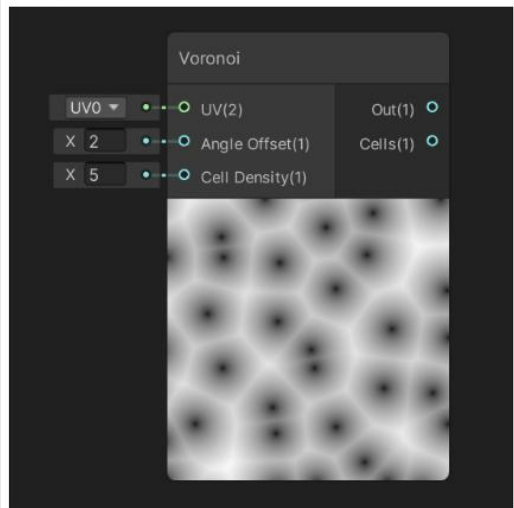 Voronoi
UV0 UV(2) Out(1)
X 2 Angle Offset(1) Cells(1)
X 5 Cell Density(1)